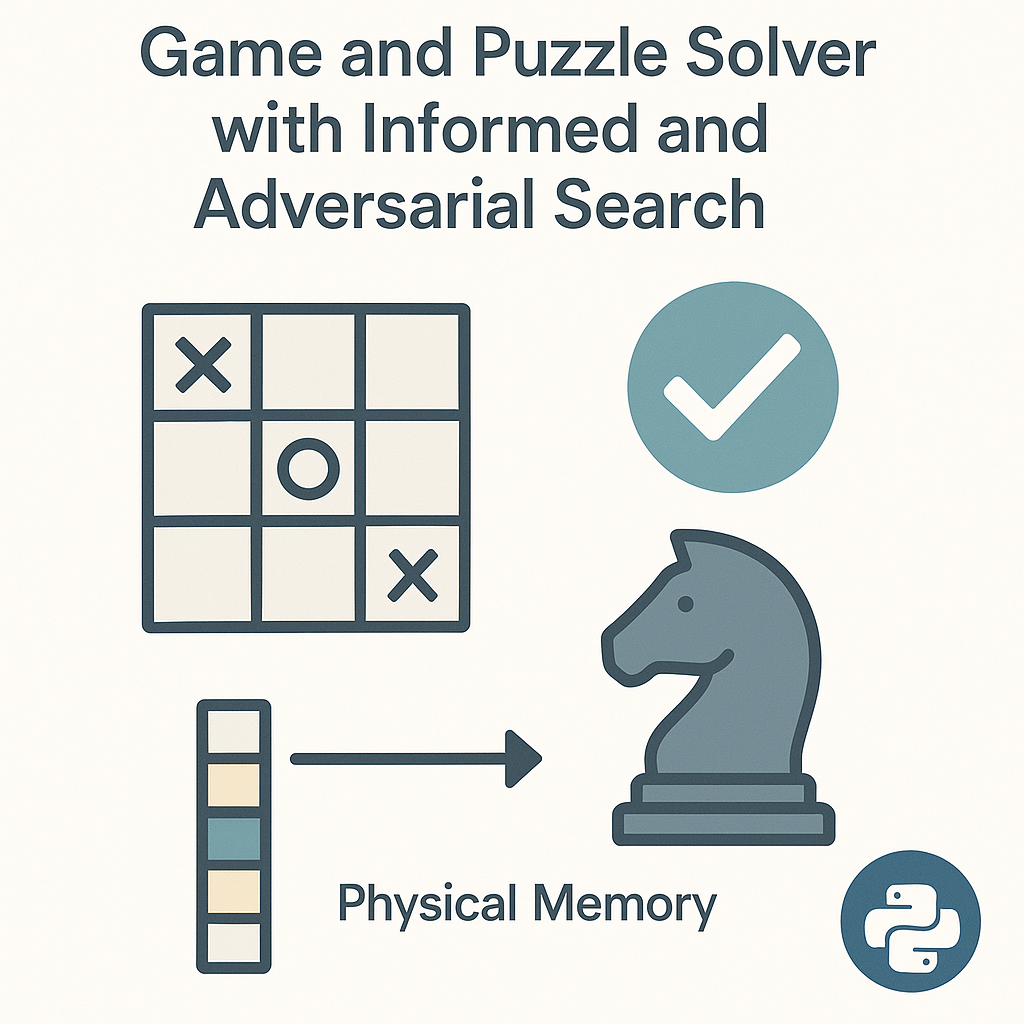 Game and Puzzle Solver
with Informed and
Adversarial Search
Physical Memory